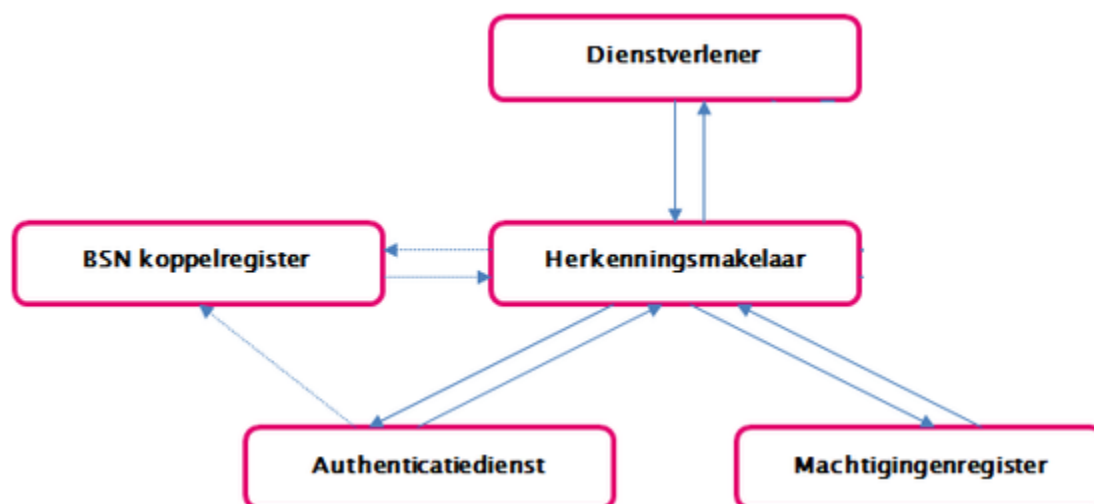 Dienstverlener
BSN koppelregister
Herkenningsmakelaar
Authenticatiedienst
Machtigingenregister